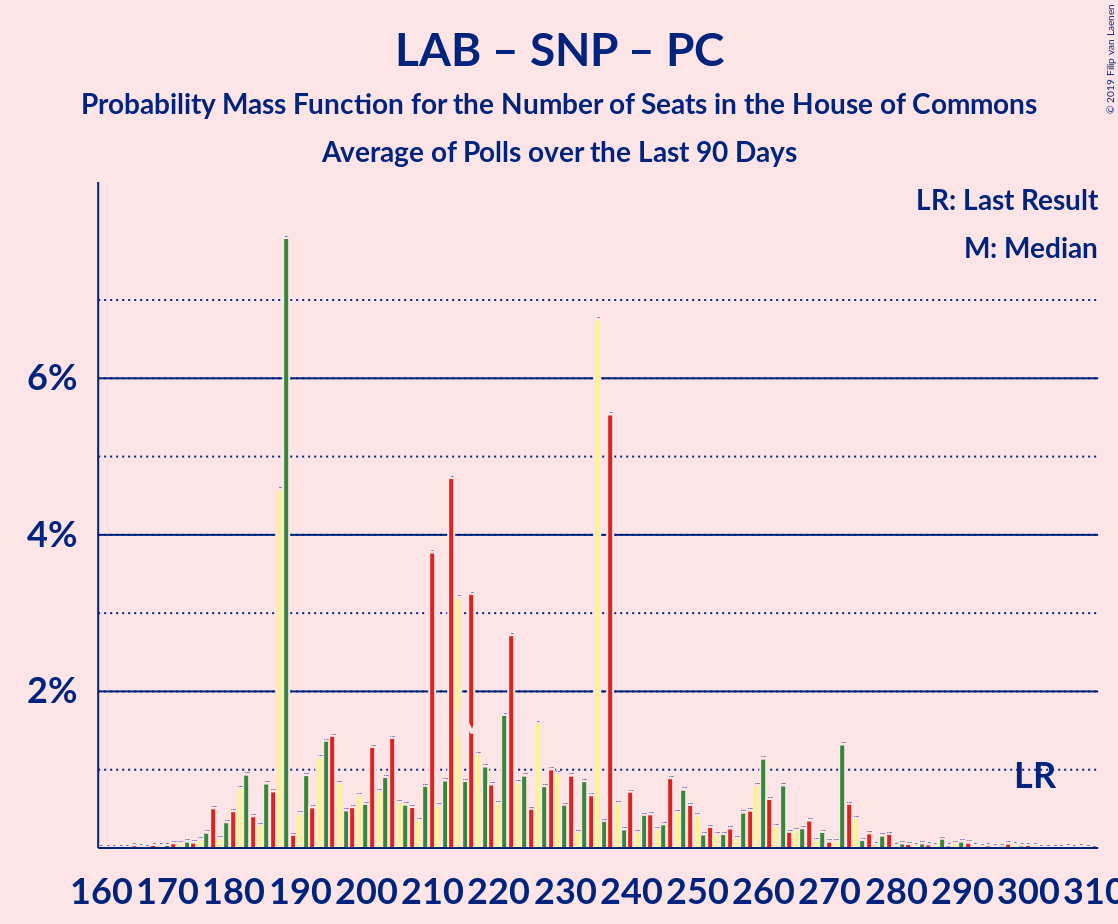 LAB – SNP – PC
Probability Mass Function for the Number of Seats in the House of Commons
Average of Polls over the Last 90 Days
© 2019 Filip van Laenen
LR: Last Result
M: Median
6%
4%
2%
LR
160 170 180 190 200 210 220 230 240 250 260 270 280 290 300 310